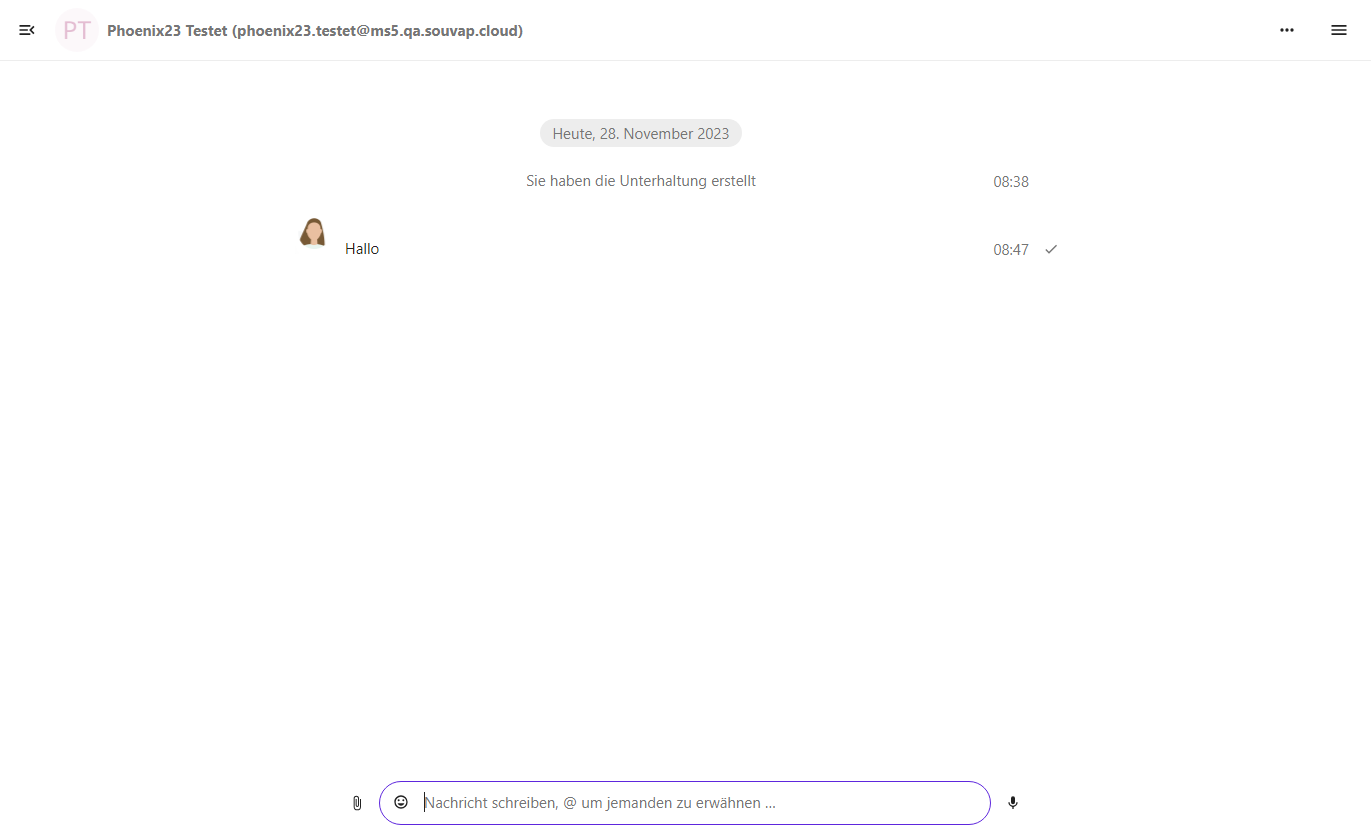 PT
Phoenix23 Testet (phoenix23.testet@ms5.qa.souvap.cloud)
Heute, 28. November 2023
Sie haben die Unterhaltung erstellt 08:38
Hallo 08:47
Nachricht schreiben, @ um jemanden zu erwähnen ...